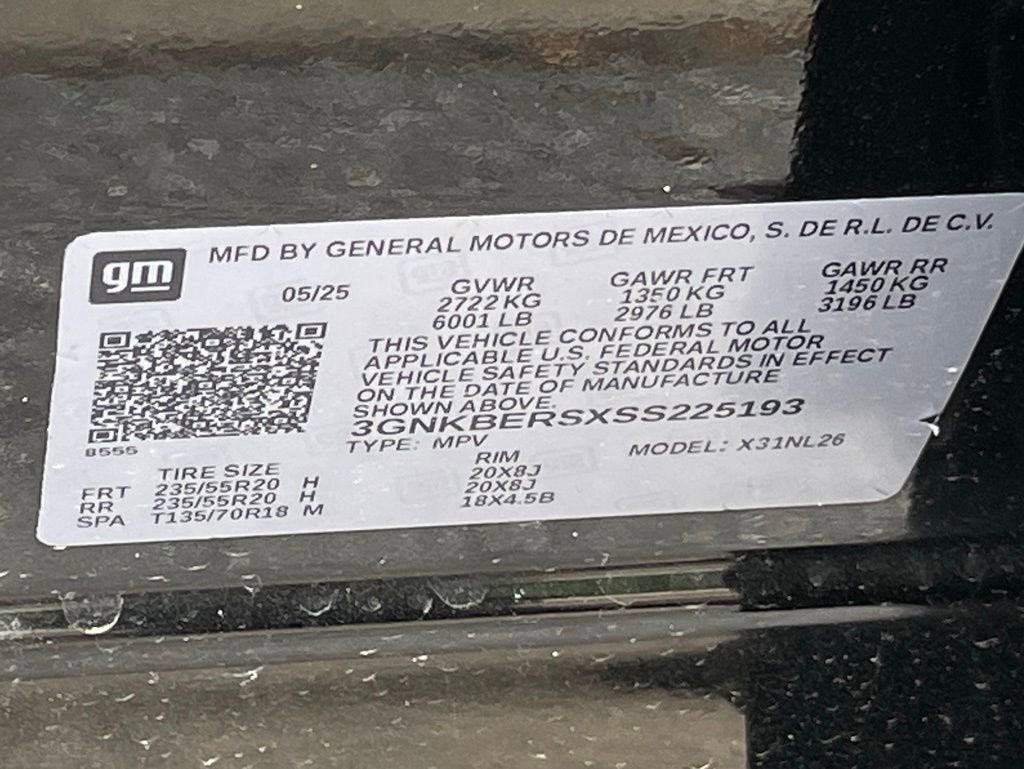 gm MFD BY GENERAL MOTORS DE MEXICO, S. DE R.L. DE C.V.
05/25 GVWR GAWR FRT GAWR RR
2722 KG 1350 KG 1450 KG
6001 LB 2976 LB 3196 LB
THIS VEHICLE CONFORMS TO ALL
APPLICABLE U.S. FEDERAL MOTOR
VEHICLE SAFETY STANDARDS IN EFFECT
ON THE DATE OF MANUFACTURE
SHOWN ABOVE
3GNKBERSXSS225193
8555 TYPE: MPV MODEL: X31NL26
TIRE SIZE RIM
FRT 235/55R20 H 20X8J
RR 235/55R20 H 20X8J
SPA T135/70R18 M 18X4.5B